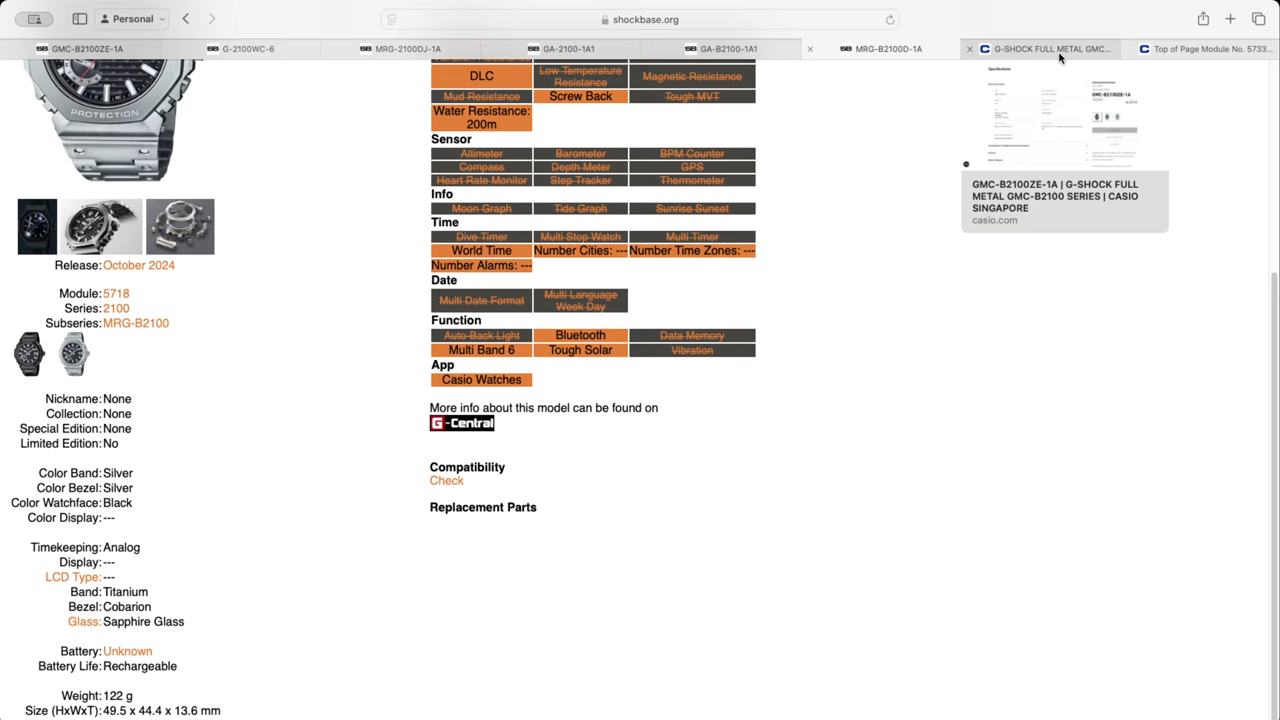 Personal
shockbase.org
GMC-B2100ZE-1A
G-2100WC-6
MRG-2100DJ-1A
GA-2100-1A1
GA-B2100-1A1
MRG-B2100D-1A
G-SHOCK FULL METAL GMC...
Top of Page Module No. 5733...
PROTECTION
Release: October 2024
Module: 5718
Series: 2100
Subseries: MRG-B2100
Nickname: None
Collection: None
Special Edition: None
Limited Edition: No
Color Band: Silver
Color Bezel: Silver
Color Watchface: Black
Color Display: ---
Timekeeping: Analog
Display: ---
LCD Type: ---
Band: Titanium
Bezel: Cobarion
Glass: Sapphire Glass
Battery: Unknown
Battery Life: Rechargeable
Weight: 122 g
Size (HxWxT): 49.5 x 44.4 x 13.6 mm
DLC
Low Temperature
Resistance
Magnetic Resistance
Mud Resistance
Screw Back
Tough MVT
Water Resistance:
200m
Sensor
Altimeter
Barometer
BPM Counter
Compass
Depth Meter
GPS
Heart Rate Monitor
Step Tracker
Thermometer
Info
Moon Graph
Tide Graph
Sunrise Sunset
Time
Dive Timer
Multi Stop Watch
Multi Timer
World Time
Number Cities: ---
Number Time Zones: ---
Number Alarms: ---
Date
Multi Date Format
Multi Language
Week Day
Function
Auto Back Light
Bluetooth
Data Memory
Multi Band 6
Tough Solar
Vibration
App
Casio Watches
More info about this model can be found on
G-Central
Compatibility
Check
Replacement Parts
Specifications
GMC-B2100ZE-1A
GMC-B2100ZE-1A | G-SHOCK FULL
METAL GMC-B2100 SERIES | CASIO
SINGAPORE
casio.com